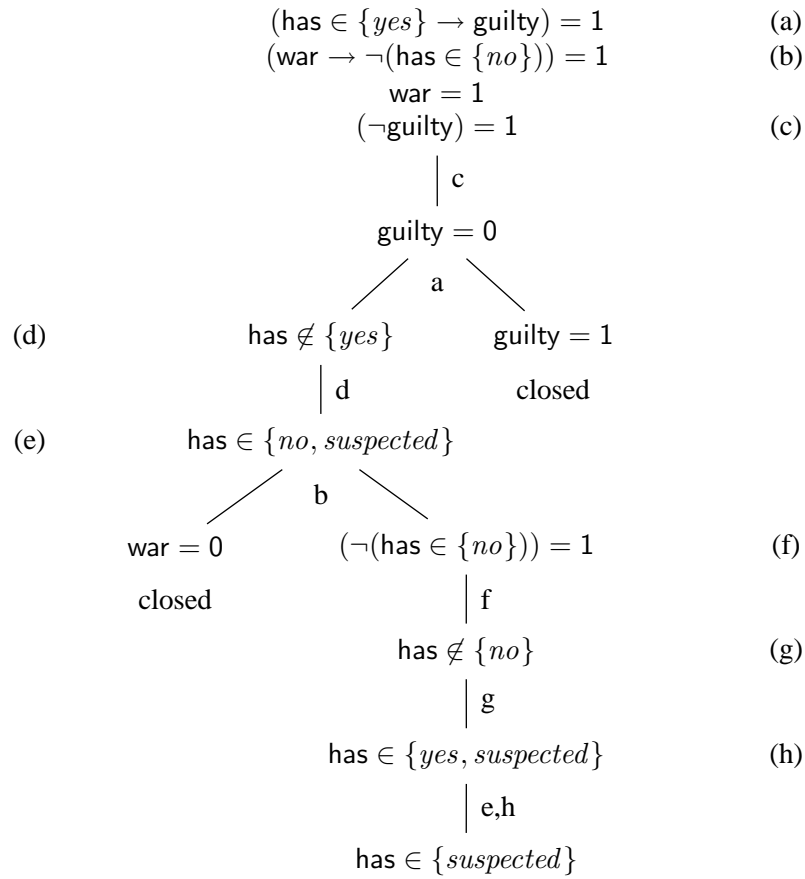 (has ∈ {yes} → guilty) = 1 (a)
(war → ¬(has ∈ {no})) = 1 (b)
war = 1
(¬guilty) = 1 (c)
c
guilty = 0
a
(d) has ∉ {yes} guilty = 1
d closed
(e) has ∈ {no, suspected}
b
war = 0 (¬(has ∈ {no})) = 1 (f)
closed f
has ∉ {no} (g)
g
has ∈ {yes, suspected} (h)
e,h
has ∈ {suspected}